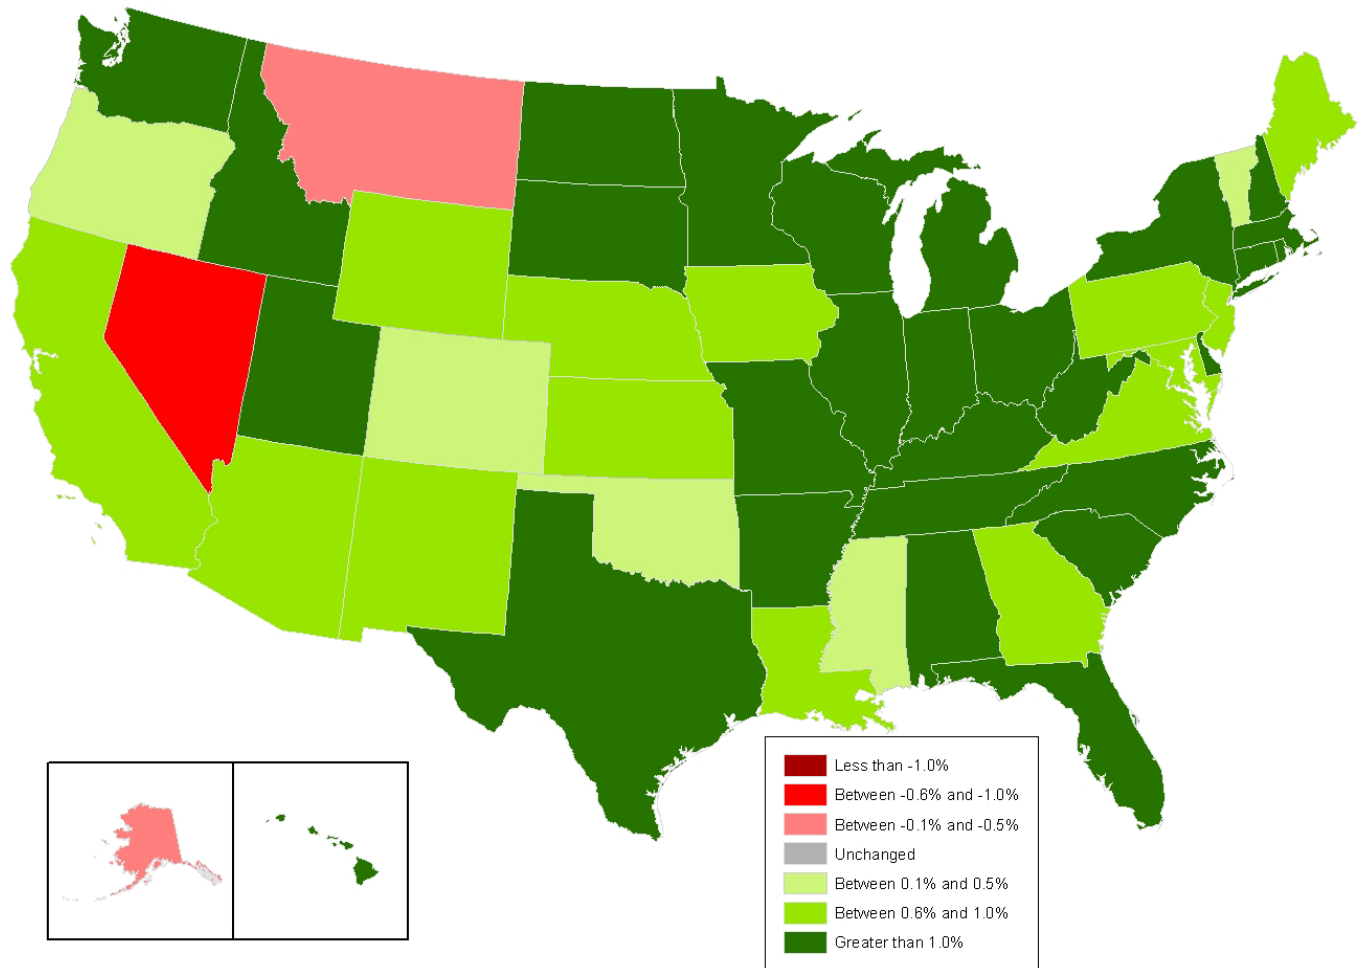 Less than -1.0%
Between -0.6% and -1.0%
Between -0.1% and -0.5%
Unchanged
Between 0.1% and 0.5%
Between 0.6% and 1.0%
Greater than 1.0%